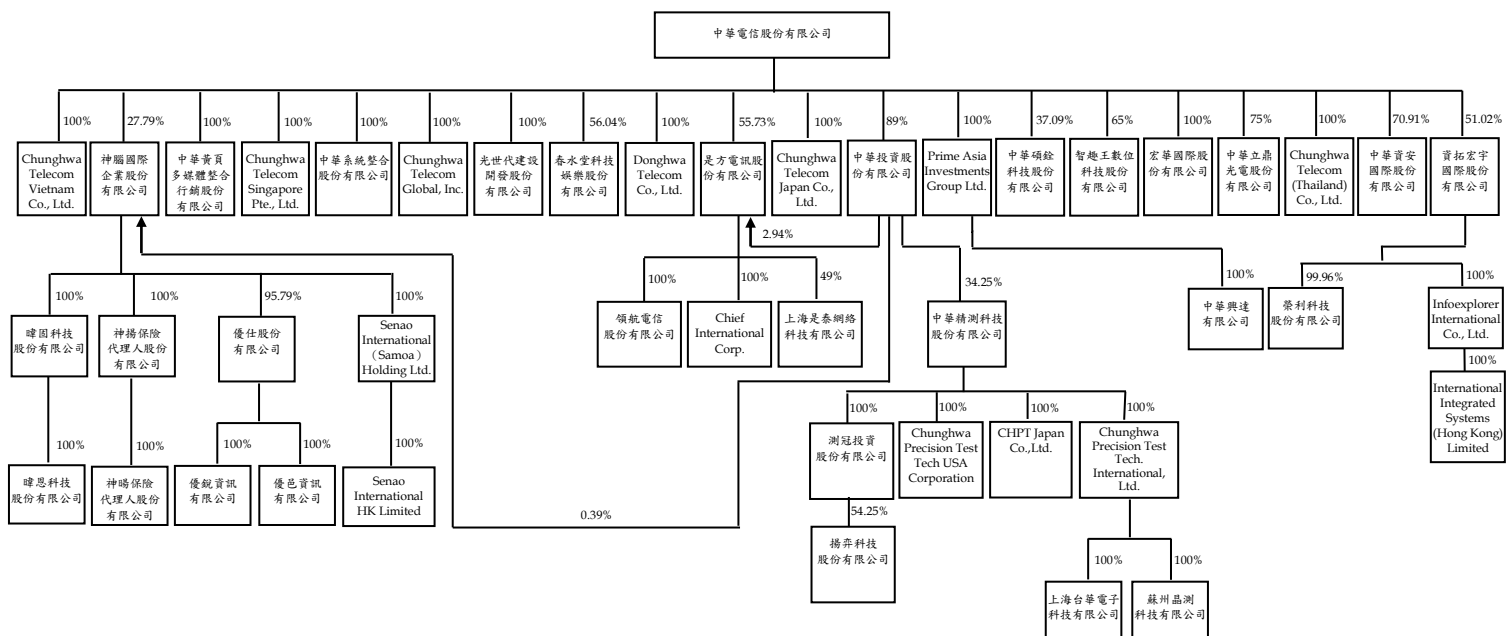 中華電信股份有限公司
100%
27.79%
100%
100%
100%
100%
100%
56.04%
100%
55.73%
100%
89%
100%
37.09%
65%
100%
75%
100%
70.91%
51.02%
Chunghwa
Telecom
Vietnam
Co., Ltd.
神腦國際
企業股份
有限公司
中華黃頁
多媒體整合
行銷股份
有限公司
Chunghwa
Telecom
Singapore
Pte., Ltd.
中華系統整合
股份有限公司
Chunghwa
Telecom
Global, Inc.
光世代建設
開發股份
有限公司
春水堂科技
娛樂股份
有限公司
Donghwa
Telecom
Co., Ltd.
是方電訊股
份有限公司
Chunghwa
Telecom
Japan Co.,
Ltd.
中華投資股
份有限公司
Prime Asia
Investments
Group Ltd.
中華碩銓
科技股份
有限公司
智趣王數位
科技股份
有限公司
宏華國際股
份有限公司
中華立鼎
光電股份
有限公司
Chunghwa
Telecom
(Thailand)
Co., Ltd.
中華資安
國際股份
有限公司
資拓宏宇
國際股份
有限公司
2.94%
100%
100%
95.79%
100%
100%
100%
49%
34.25%
100%
99.96%
100%
暐固科技
股份有限公司
神揚保險
代理人股份
有限公司
優仕股份
有限公司
Senao
International
（Samoa）
Holding Ltd.
領航電信
股份有限公司
Chief
International
Corp.
上海是泰網絡
科技有限公司
中華精測科技
股份有限公司
中華興達
有限公司
榮利科技
股份有限公司
Infoexplorer
International
Co., Ltd.
100%
International
Integrated
Systems
(Hong Kong)
Limited
100%
100%
100%
100%
100%
暐恩科技
股份有限公司
神暘保險
代理人股份
有限公司
優銳資訊
有限公司
優邑資訊
有限公司
Senao
International
HK Limited
0.39%
100%
100%
100%
100%
測冠投資
股份有限公司
Chunghwa
Precision Test
Tech USA
Corporation
CHPT Japan
Co.,Ltd.
Chunghwa
Precision Test
Tech.
International,
Ltd.
54.25%
揚弈科技
股份有限公司
100%
100%
上海台華電子
科技有限公司
蘇州晶測
科技有限公司